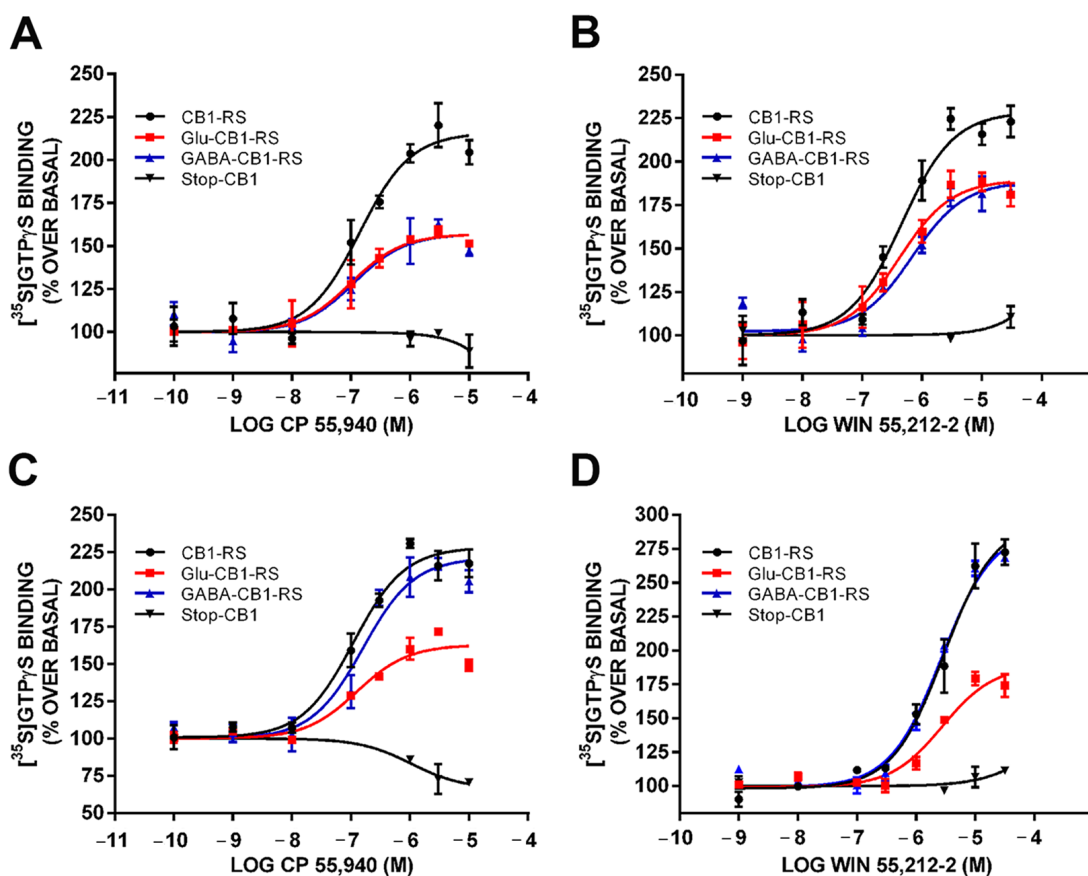 A
[35S]GTPγS BINDING
(% OVER BASAL)
250
225
200
175
150
125
100
CB1-RS
Glu-CB1-RS
GABA-CB1-RS
Stop-CB1
−11 −10 −9 −8 −7 −6 −5 −4
LOG CP 55,940 (M)
B
[35S]GTPγS BINDING
(% OVER BASAL)
250
225
200
175
150
125
100
CB1-RS
Glu-CB1-RS
GABA-CB1-RS
Stop-CB1
−10 −9 −8 −7 −6 −5 −4
LOG WIN 55,212-2 (M)
C
[35S]GTPγS BINDING
(% OVER BASAL)
250
225
200
175
150
125
100
75
50
CB1-RS
Glu-CB1-RS
GABA-CB1-RS
Stop-CB1
−11 −10 −9 −8 −7 −6 −5 −4
LOG CP 55,940 (M)
D
[35S]GTPγS BINDING
(% OVER BASAL)
300
275
250
225
200
175
150
125
100
CB1-RS
Glu-CB1-RS
GABA-CB1-RS
Stop-CB1
−10 −9 −8 −7 −6 −5 −4
LOG WIN 55,212-2 (M)